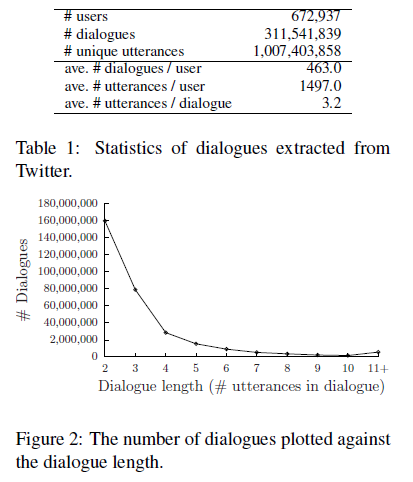 # users 672,937
# dialogues 311,541,839
# unique utterances 1,007,403,858
ave. # dialogues / user 463.0
ave. # utterances / user 1497.0
ave. # utterances / dialogue 3.2
Table 1: Statistics of dialogues extracted from
Twitter.
180,000,000
160,000,000
140,000,000
120,000,000
100,000,000
80,000,000
60,000,000
40,000,000
2,000,000
0
# Dialogues
2 3 4 5 6 7 8 9 10 11+
Dialogue length (# utterances in dialogue)
Figure 2: The number of dialogues plotted against
the dialogue length.